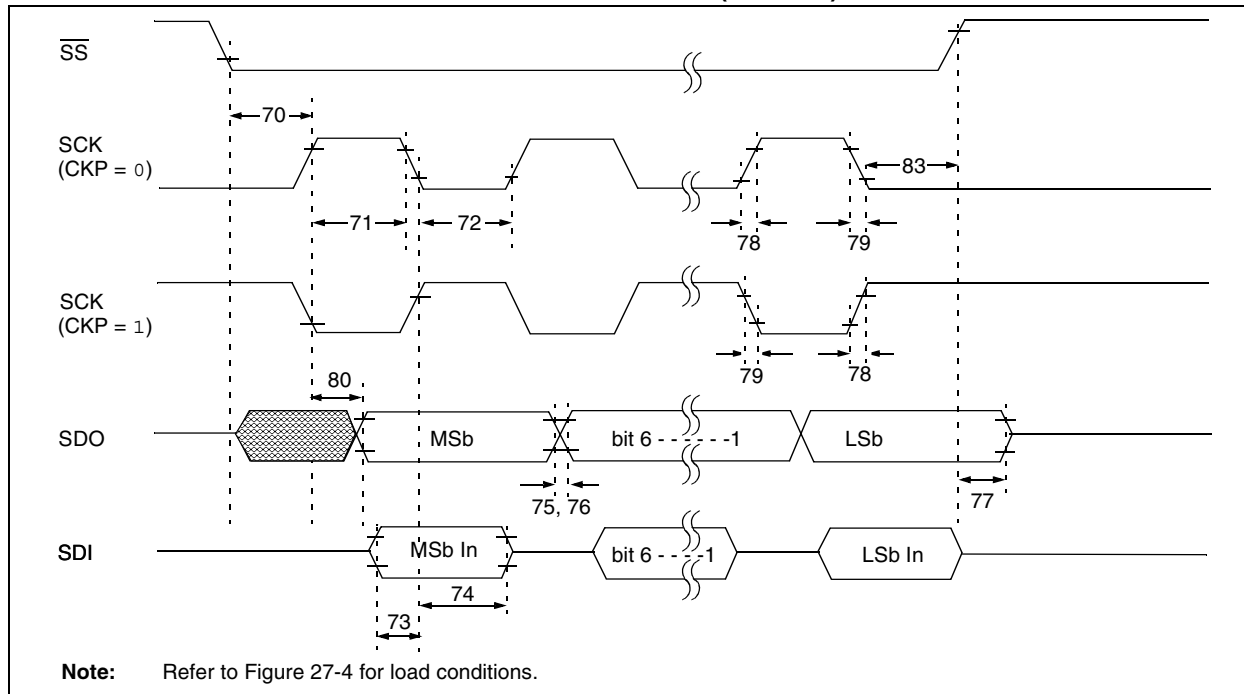 SS
70
SCK
(CKP = 0)
83
71
72
78
79
SCK
(CKP = 1)
79
78
80
SDO
MSb
bit 6 - - - - - -1
LSb
75, 76
77
SDI
MSb In
bit 6 - - - -1
LSb In
74
73
Note: Refer to Figure 27-4 for load conditions.